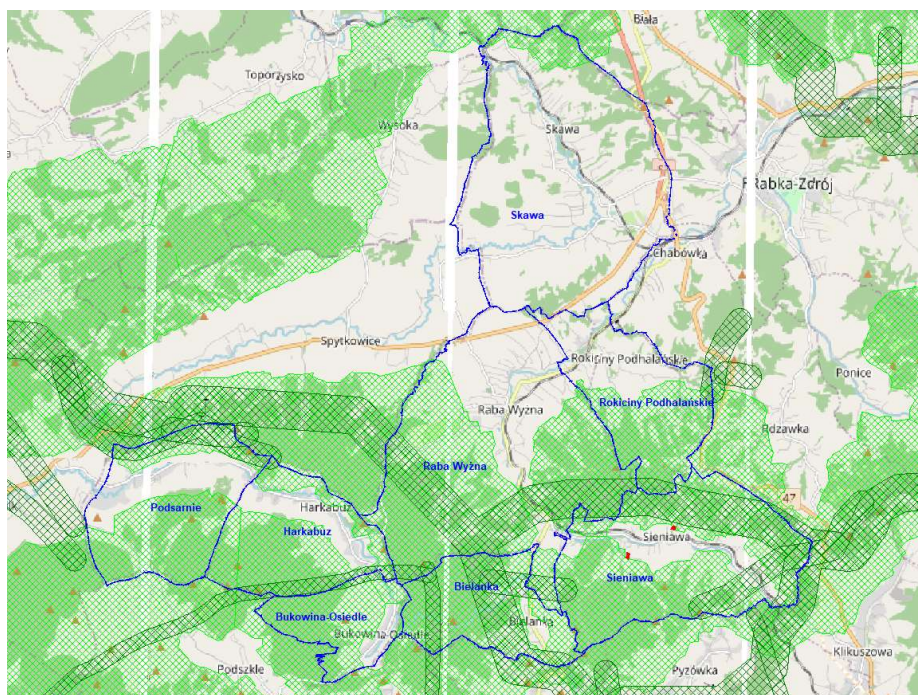 Biała
Toporzysko
Wysoka
Skawa
Rabka-Zdrój
Skawa
Chabówka
Spytkowice
Rokiciny Podhalańskie
Ponice
Rokiciny Podhalańskie
Raba Wyżna
Rdzawka
Raba Wyżna
47
Podsarnie
Harkabuz
Harkabuz
Sieniawa
Sieniawa
Bielanka
Bukowina-Osiedle
Bielanka
Bukowina-Osiedle
Klikuszowa
Podszkle
Pyzówka